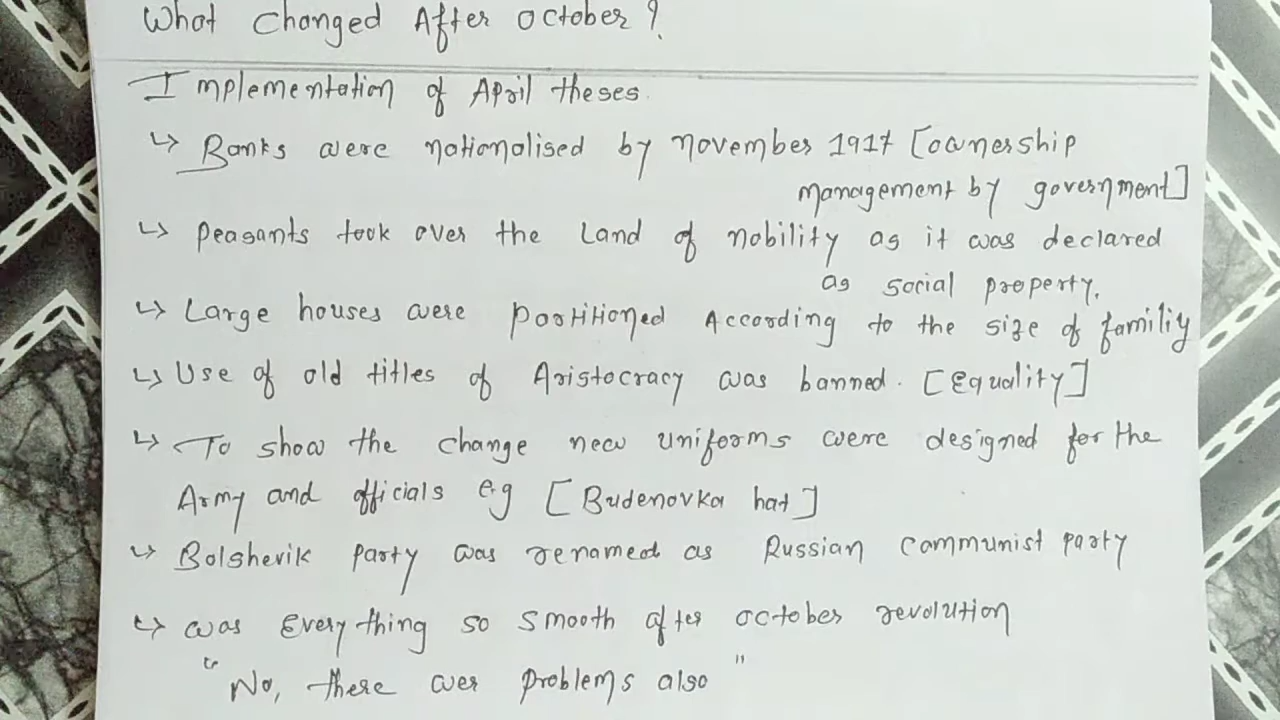 What Changed After October ?
Implementation of April theses.
↳ Banks were nationalised by november 1917 [ownership
management by government]
↳ Peasants took over the Land of nobility as it was declared
as social property.
↳ Large houses were portitioned According to the size of familiy
↳ Use of old titles of Aristocracy was banned. [Equality]
↳ To show the change new uniforms were designed for the
Army and officials e.g [Budenovka hat]
↳ Bolshevik party was renamed as Russian Communist party
↳ was Everything so smooth after october revolution
"No, there wer problems also"